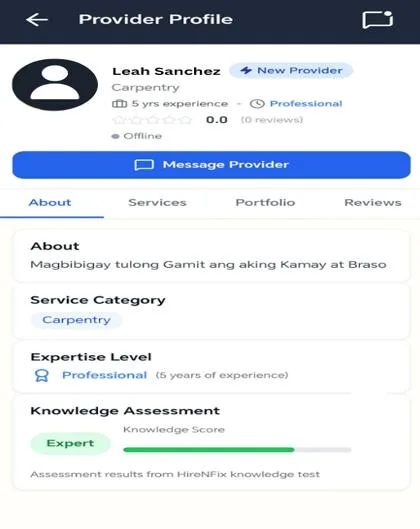 Provider Profile
Leah Sanchez New Provider
Carpentry
5 yrs experience - Professional
0.0 (0 reviews)
Offline
Message Provider
About Services Portfolio Reviews
About
Magbibigay tulong Gamit ang aking Kamay at Braso
Service Category
Carpentry
Expertise Level
Professional (5 years of experience)
Knowledge Assessment
Knowledge Score
Expert
Assessment results from HireNFix knowledge test